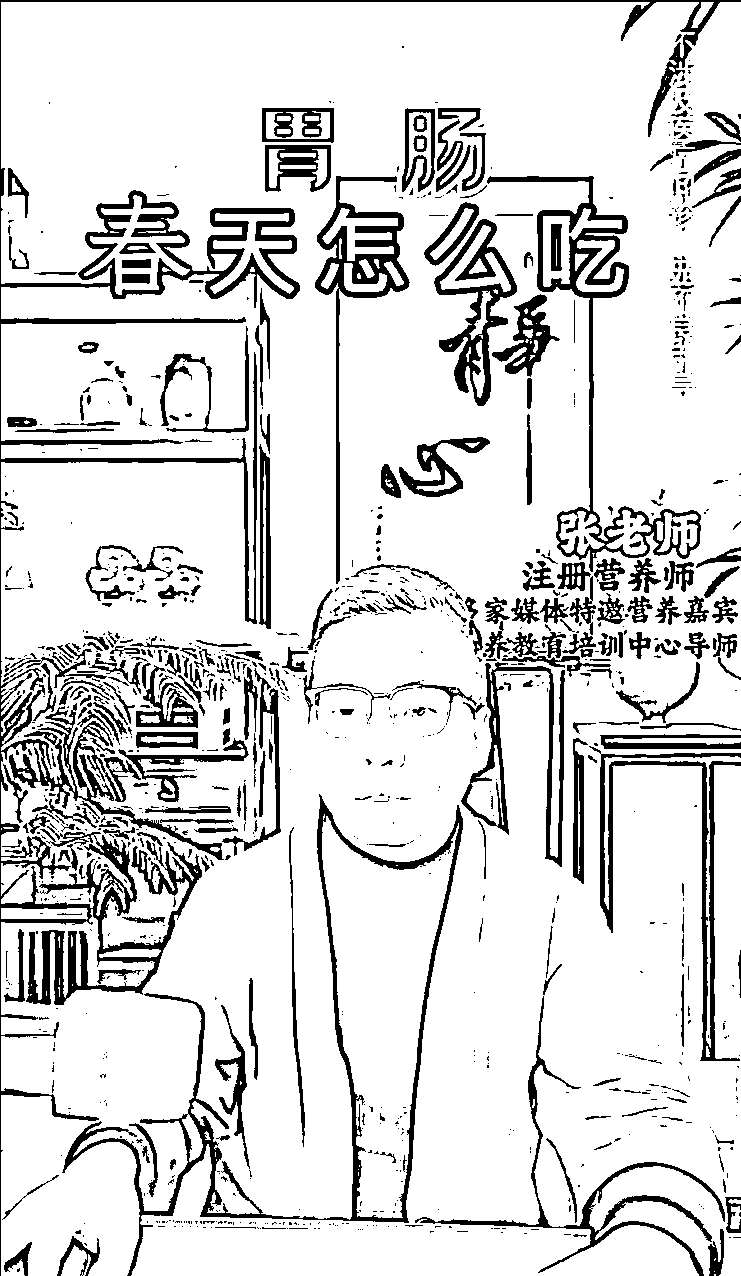 胃 肠
春天怎么吃
静
心
张老师
注册营养师
家媒体特邀营养嘉宾
养教育培训中心导师